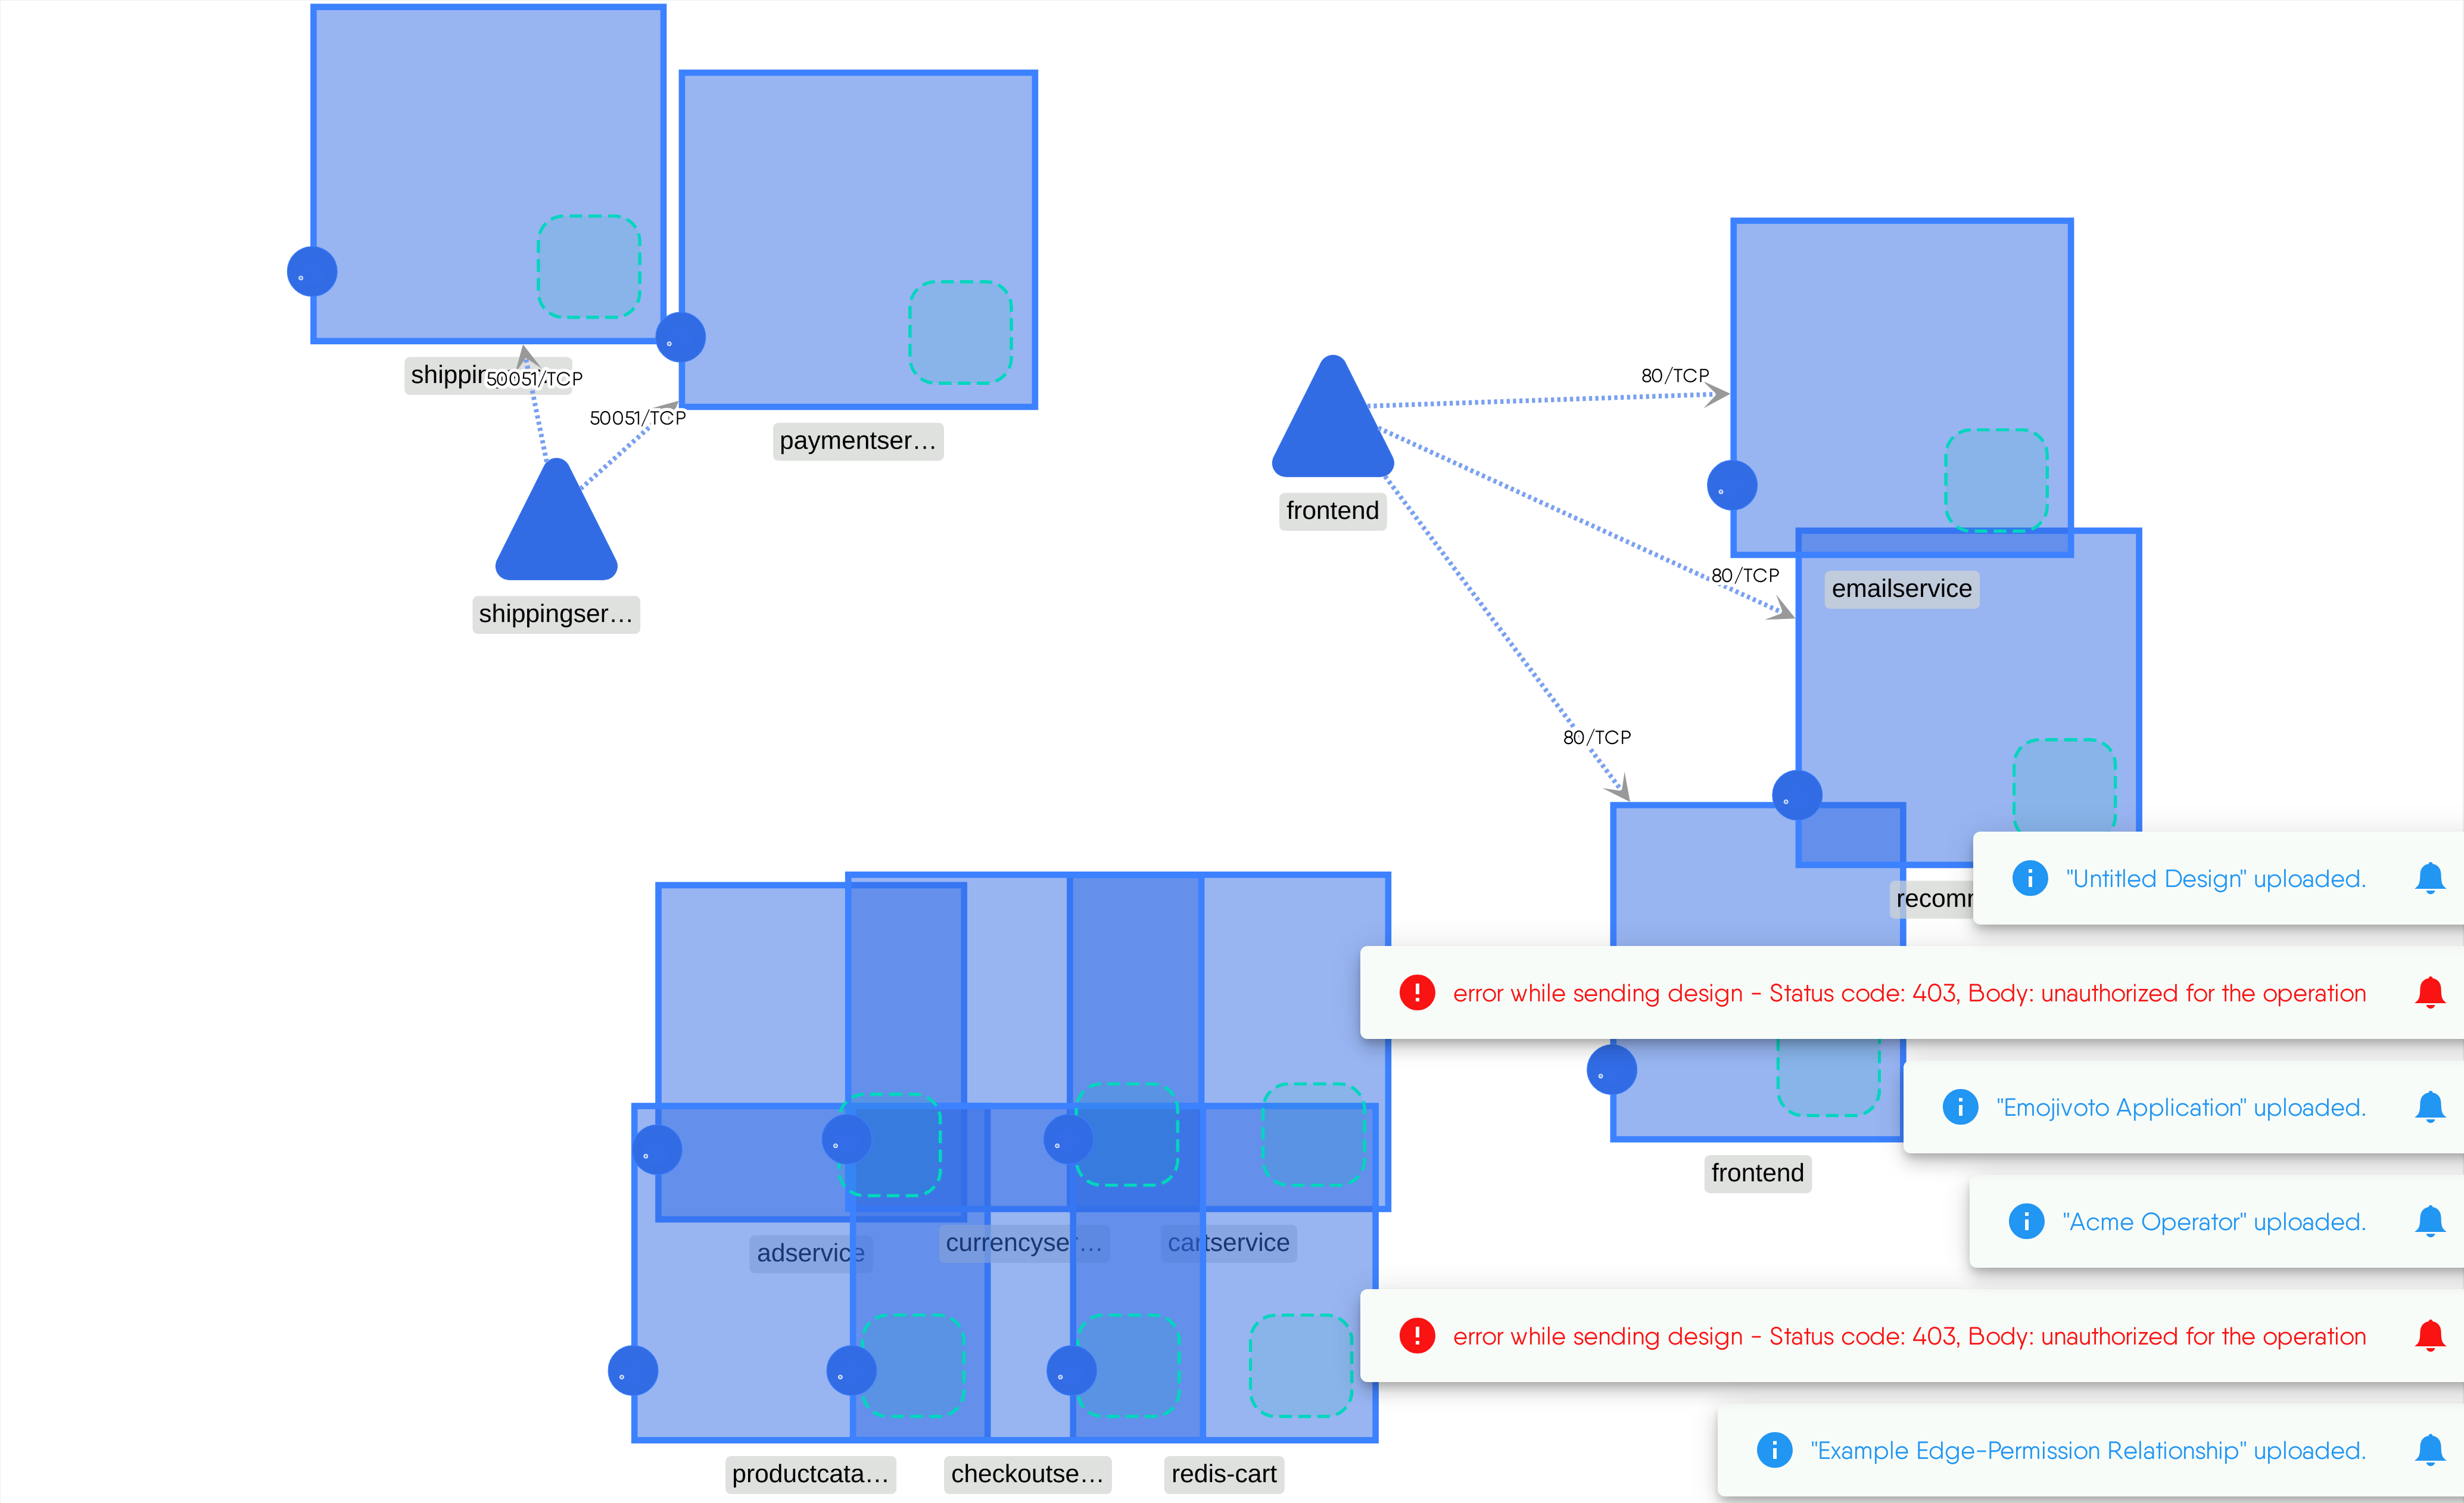 50051/TCP
50051/TCP
paymentser...
shippingser...
80/TCP
frontend
80/TCP
emailservice
80/TCP
"Untitled Design" uploaded.
error while sending design - Status code: 403, Body: unauthorized for the operation
"Emojivoto Application" uploaded.
frontend
"Acme Operator" uploaded.
adservice
currencyser...
cartservice
error while sending design - Status code: 403, Body: unauthorized for the operation
"Example Edge-Permission Relationship" uploaded.
productcata...
checkoutse...
redis-cart